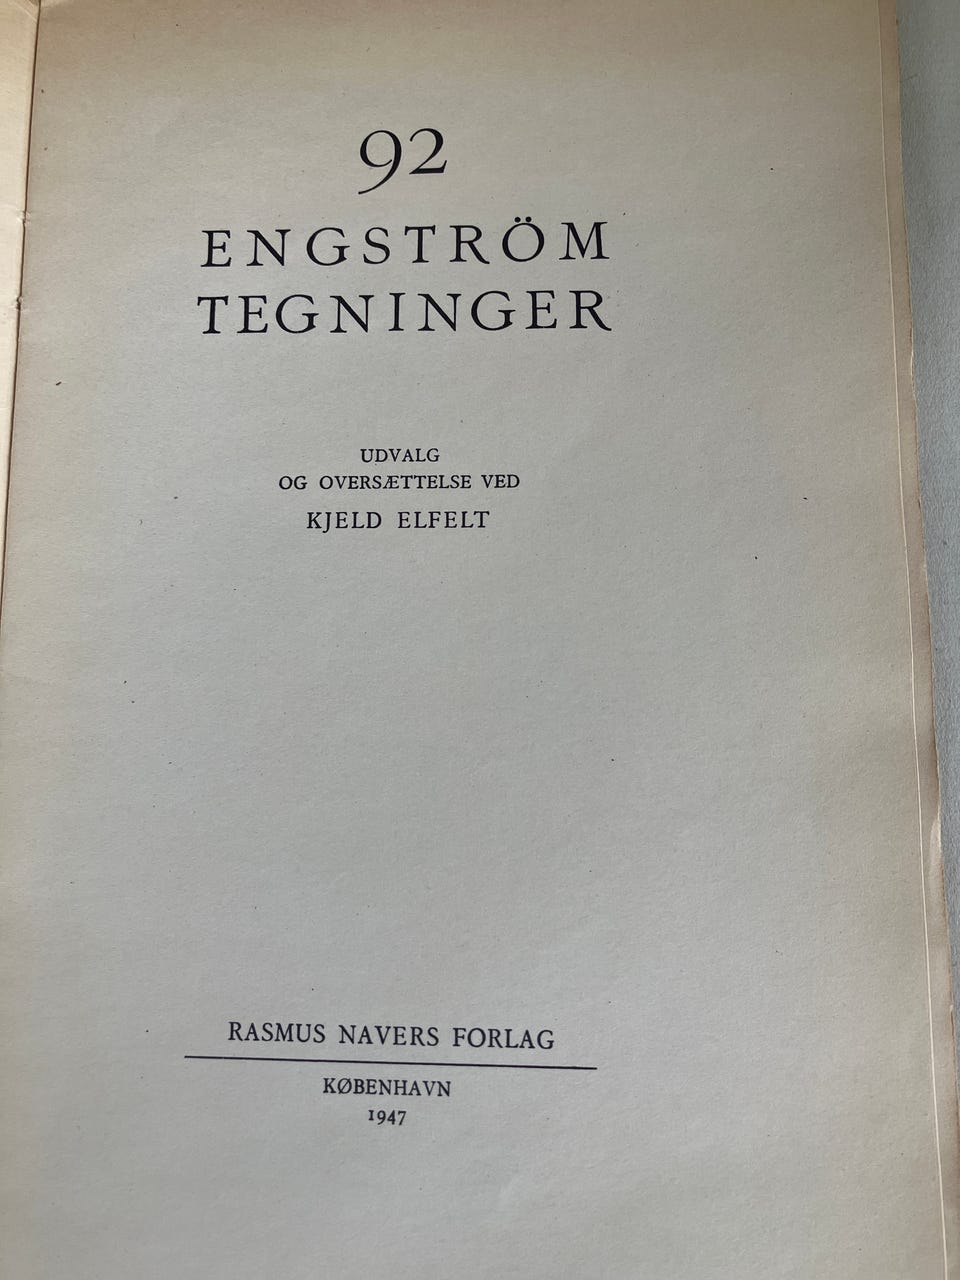 92
ENGSTRÖM
TEGNINGER
UDVALG
OG OVERSÆTTELSE VED
KJELD ELFELT
RASMUS NAVERS FORLAG
KØBENHAVN
1947